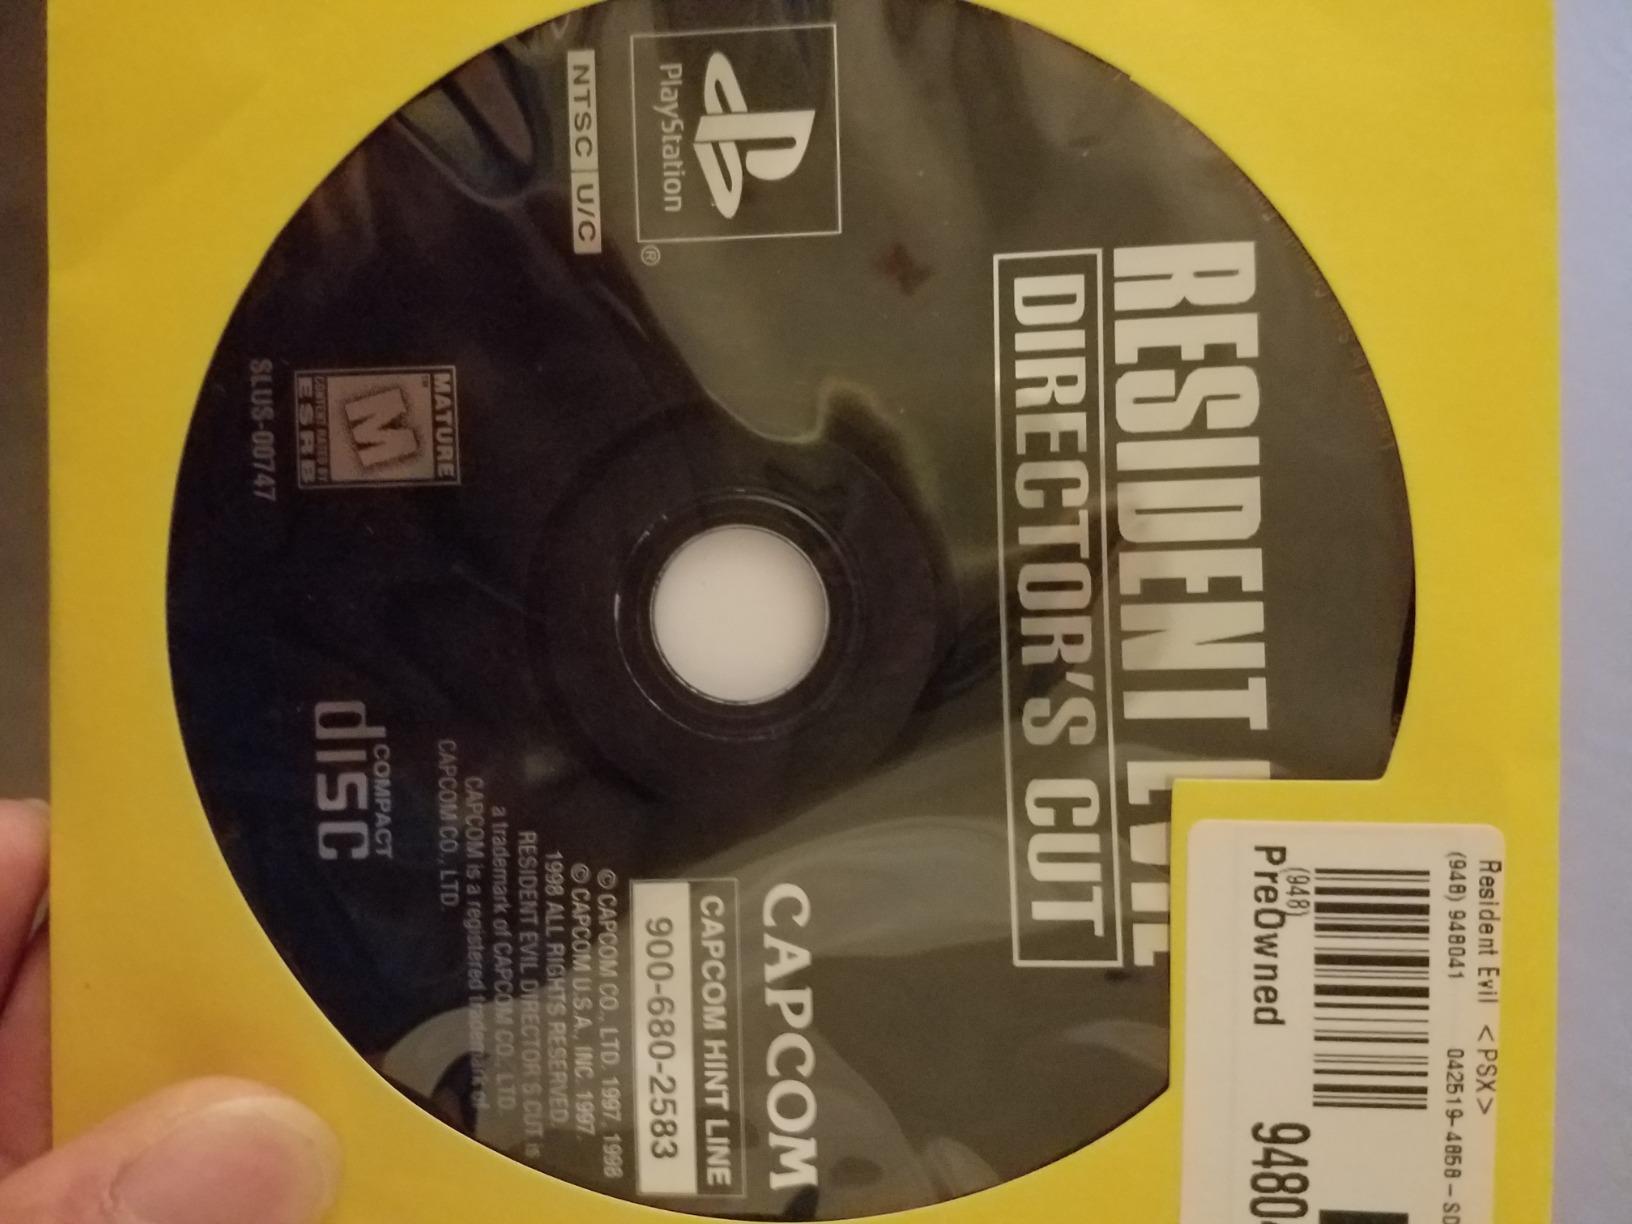 RESIDENT EVIL
DIRECTOR'S CUT
PlayStation
®
NTSC U/C
CAPCOM
CAPCOM HINT LINE
900-680-2583
© CAPCOM CO., LTD. 1997, 1998
© CAPCOM U.S.A., INC. 1997,
1998 ALL RIGHTS RESERVED.
RESIDENT EVIL DIRECTOR'S CUT is
a trademark of CAPCOM CO., LTD.
CAPCOM is a registered trademark of
CAPCOM CO., LTD.
MATURE
M
ESRB
SLUS-00747
COMPACT
disc
Resident Evil <PSX>
(948) 948041 042519-4858-
(948)
PreOwned